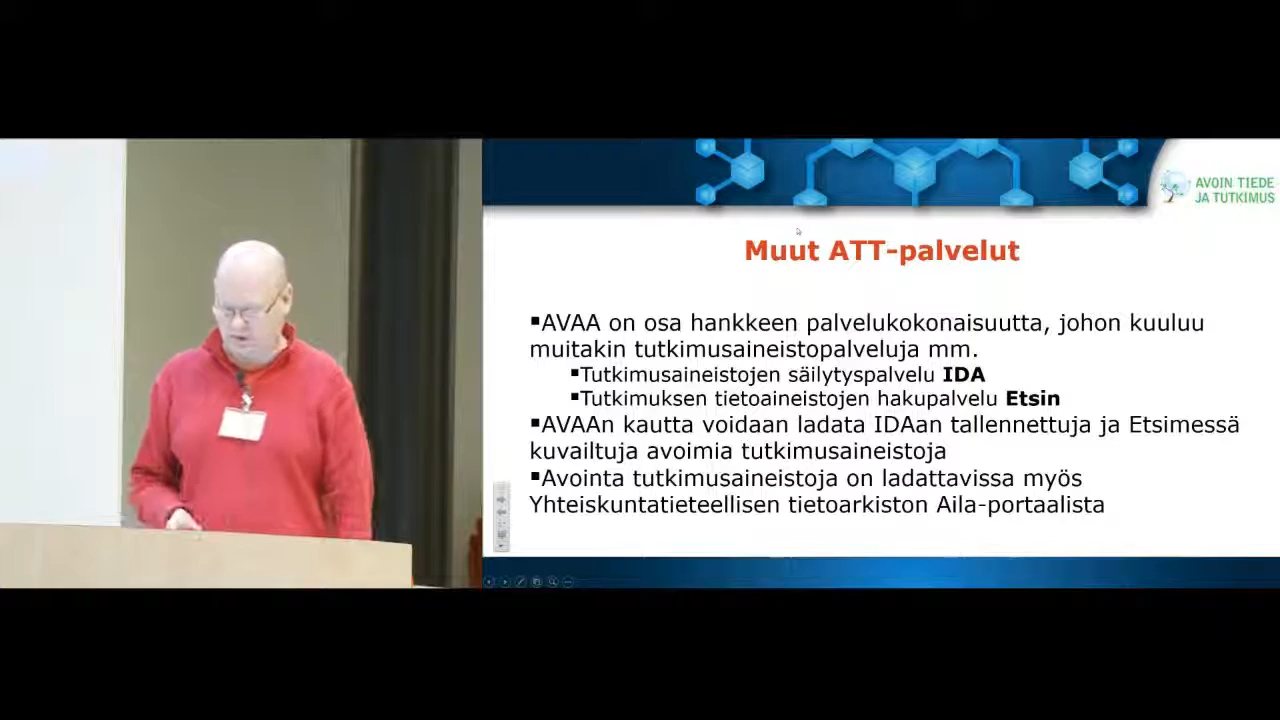 AVOIN TIEDE
JA TUTKIMUS
Muut ATT-palvelut
▪AVAA on osa hankkeen palvelukokonaisuutta, johon kuuluu
muitakin tutkimusaineistopalveluja mm.
▪Tutkimusaineistojen säilytyspalvelu IDA
▪Tutkimuksen tietoaineistojen hakupalvelu Etsin
▪AVAAn kautta voidaan ladata IDAan tallennettuja ja Etsimessä
kuvailtuja avoimia tutkimusaineistoja
▪Avointa tutkimusaineistoja on ladattavissa myös
Yhteiskuntatieteellisen tietoarkiston Aila-portaalista